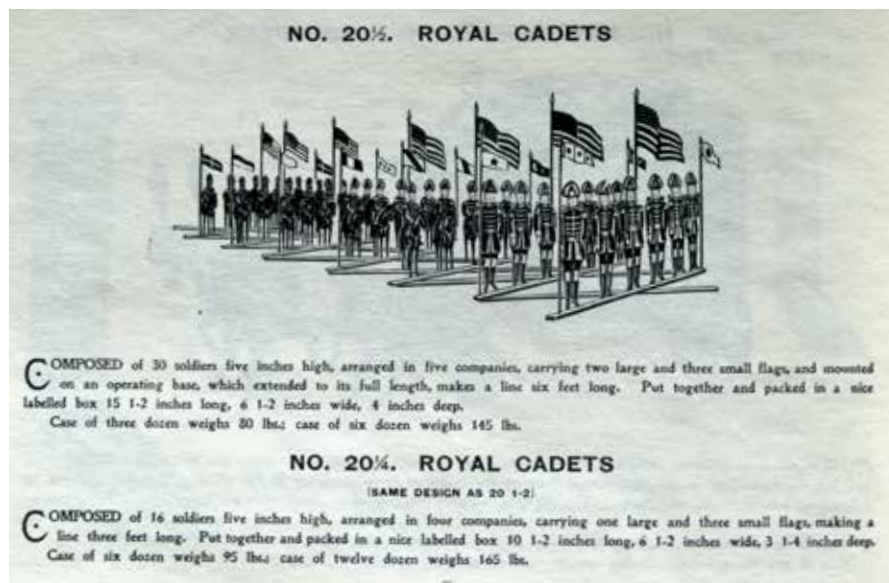 NO. 20½. ROYAL CADETS
COMPOSED of 30 soldiers five inches high, arranged in five companies, carrying two large and three small flags, and mounted
on an operating base, which extended to its full length, makes a line six feet long. Put together and packed in a nice
labelled box 15 1-2 inches long, 6 1-2 inches wide, 4 inches deep.
Case of three dozen weighs 80 lbs.; case of six dozen weighs 145 lbs.
NO. 20¼. ROYAL CADETS
(SAME DESIGN AS 20 1-2)
COMPOSED of 16 soldiers five inches high, arranged in four companies, carrying one large and three small flags, making a
line three feet long. Put together and packed in a nice labelled box 10 1-2 inches long, 6 1-2 inches wide, 3 1-4 inches deep.
Case of six dozen weighs 95 lbs.; case of twelve dozen weighs 165 lbs.